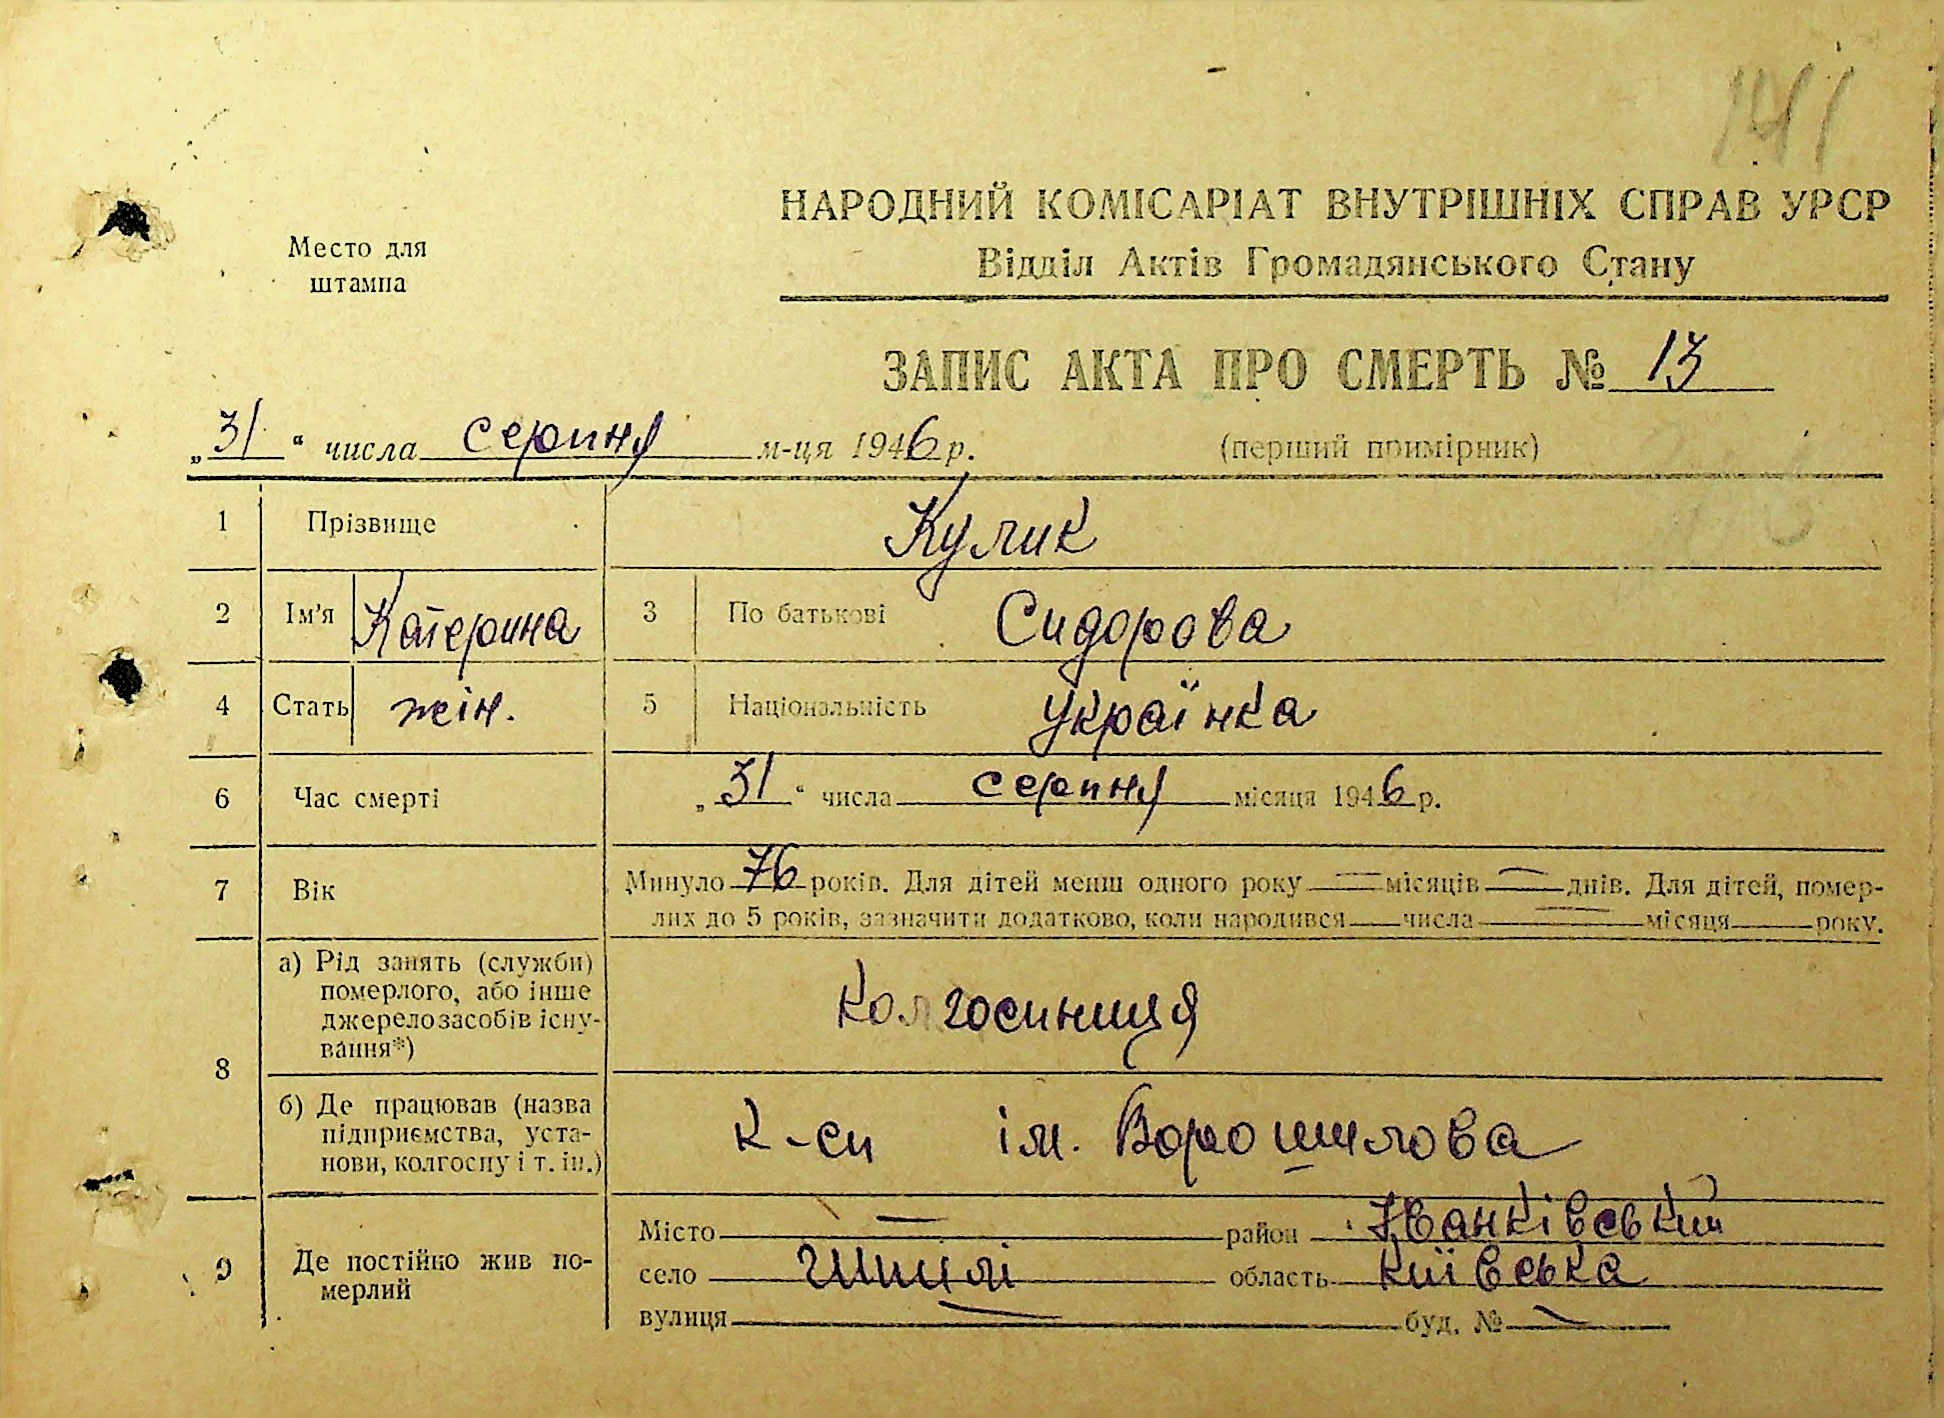 141
НАРОДНИЙ КОМІСАРІАТ ВНУТРІШНІХ СПРАВ УРСР
Место для
штампа
Відділ Актів Громадянського Стану
ЗАПИС АКТА ПРО СМЕРТЬ № 13
„31“ числа серпня м-ця 1946 р. (перший примірник)
1 Прізвище Кулик
2 Ім'я Катерина 3 По батькові Сидорова
4 Стать жін. 5 Національність Українка
6 Час смерті „31“ числа серпня місяця 1946 р.
7 Вік Минуло 76 років. Для дітей менш одного року — місяців — днів. Для дітей, помер-
лих до 5 років, зазначити додатково, коли народився числа — місяця року.
8 а) Рід занять (служби)
померлого, або інше
джерело засобів існу-
вання*)
Колгоспниця
б) Де працював (назва
підприємства, уста-
нови, колгоспу і т. ін.)
К-сп ім. Ворошилова
9 Де постійно жив по-
мерлий
Місто — район Іванківський
село Шпилі область Київська
вулиця — буд. № —